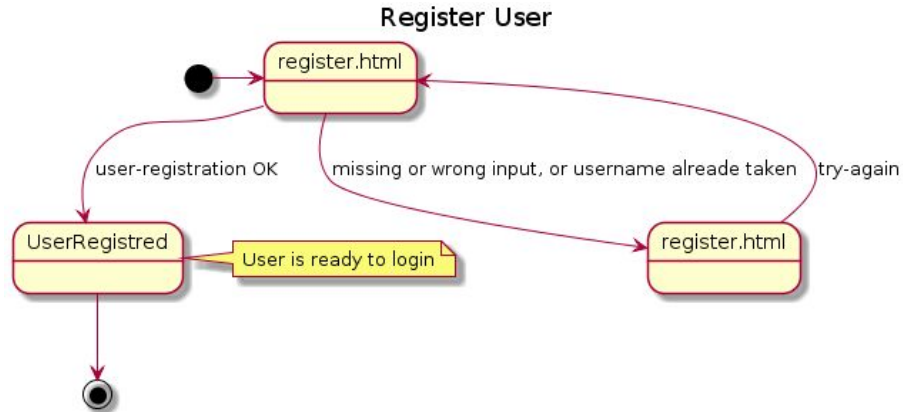 Register User
register.html
user-registration OK
missing or wrong input, or username alreade taken
try-again
UserRegistred
User is ready to login
register.html